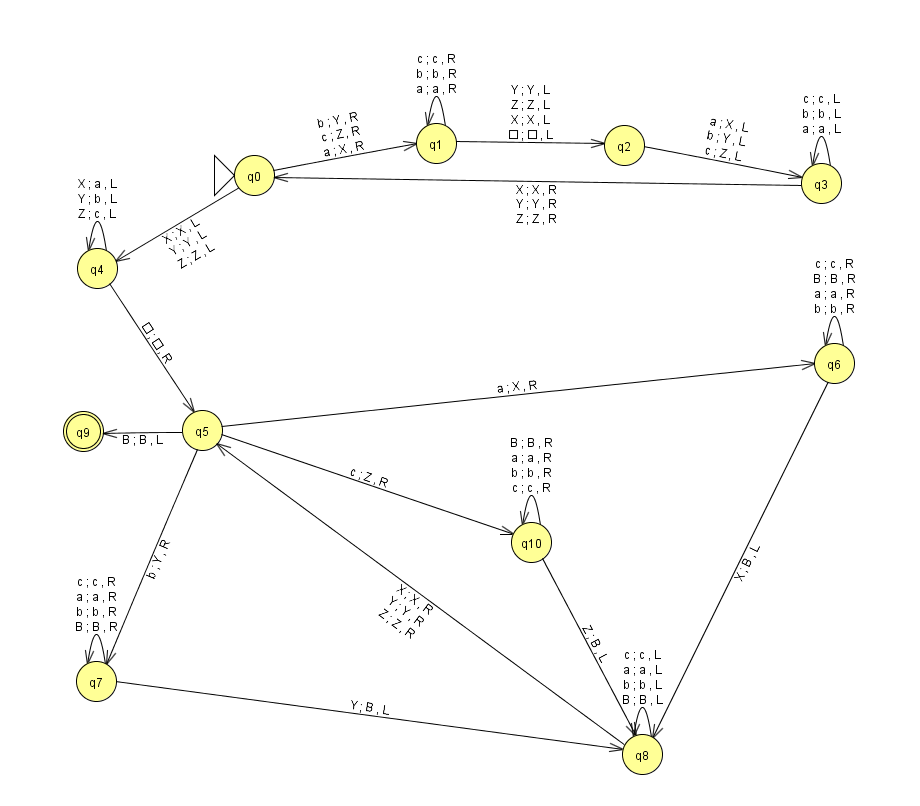 c ; c , R
b ; b , R
a ; a , R
Y ; Y , L
Z ; Z , L
X ; X , L
□ ; □ , L
c ; c , L
b ; b , L
a ; a , L
b ; Y , R
c ; Z , R
a ; X , R
a ; X , L
b ; Y , L
c ; Z , L
q1
q2
q0
q3
X ; a , L
Y ; b , L
Z ; c , L
X ; X , R
Y ; Y , R
Z ; Z , R
X ; X , L
Y ; Y , L
Z ; Z , L
q4
c ; c , R
B ; B , R
a ; a , R
b ; b , R
□ ; □ , R
q6
a ; X , R
q9
B ; B , L
q5
B ; B , R
a ; a , R
b ; b , R
c ; c , R
c ; Z , R
q10
b ; Y , R
X ; B , L
c ; c , R
a ; a , R
b ; b , R
B ; B , R
X ; X , R
Y ; Y , R
Z ; Z , R
Z ; B , L
c ; c , L
a ; a , L
b ; b , L
B ; B , L
q7
Y ; B , L
q8